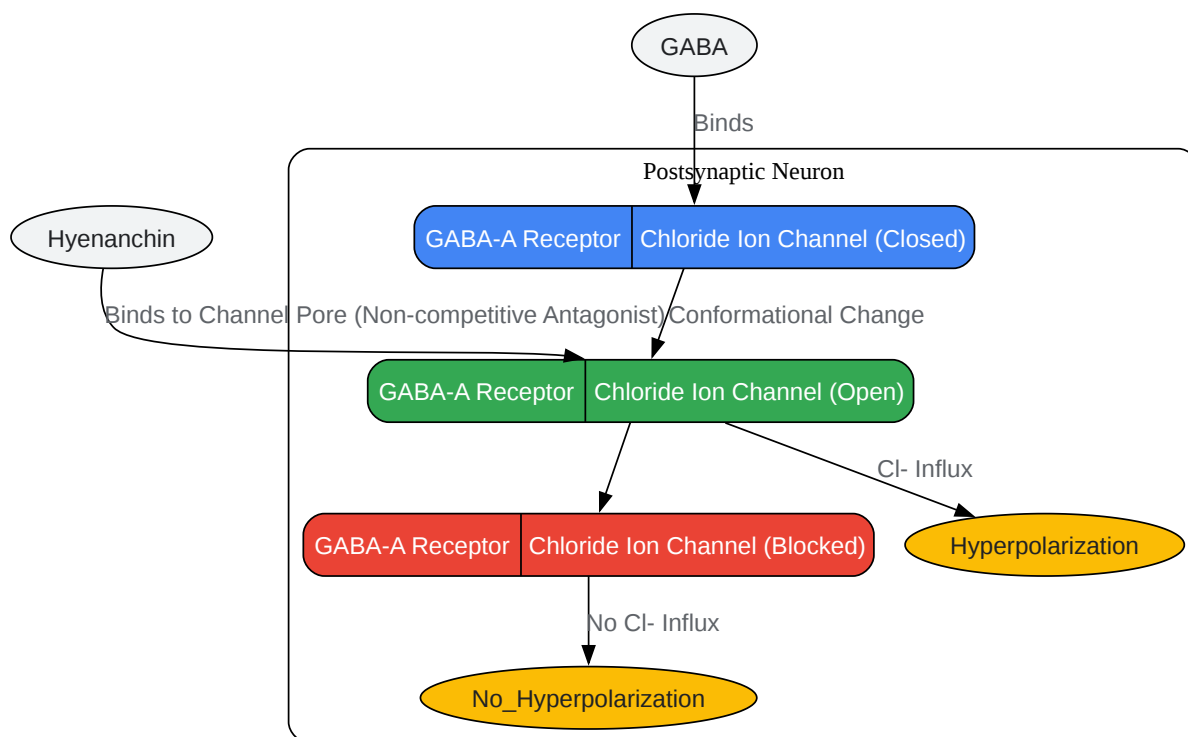 GABA
Binds
Postsynaptic Neuron
GABA-A Receptor
Chloride Ion Channel (Closed)
Hyenanchin
Binds to Channel Pore (Non-competitive Antagonist)
Conformational Change
GABA-A Receptor
Chloride Ion Channel (Open)
Cl- Influx
GABA-A Receptor
Chloride Ion Channel (Blocked)
Hyperpolarization
No Cl- Influx
No_Hyperpolarization